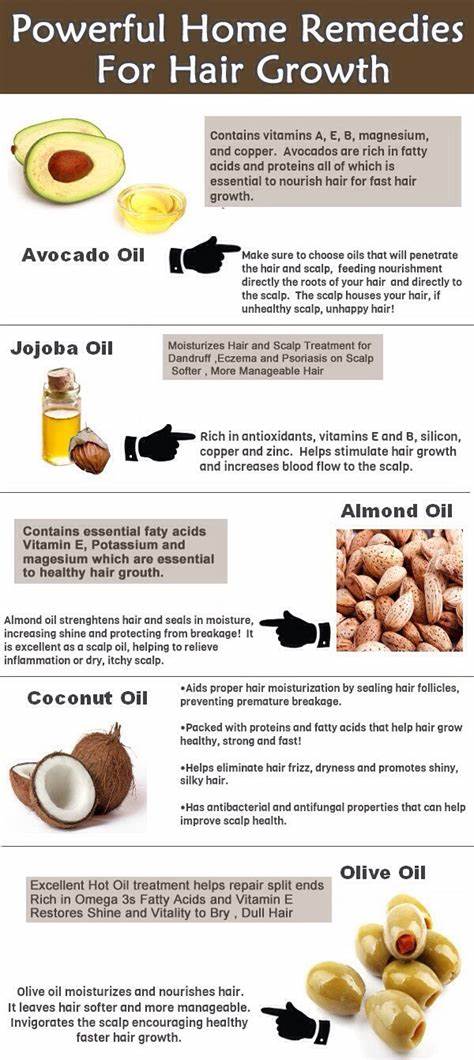 Powerful Home Remedies
For Hair Growth
Contains vitamins A, E, B, magnesium,
and copper. Avocados are rich in fatty
acids and proteins all of which is
essential to nourish hair for fast hair
growth.
Avocado Oil
Make sure to choose oils that will penetrate
the hair and scalp, feeding nourishment
directly the roots of your hair and directly to
the scalp. The scalp houses your hair, if
unhealthy scalp, unhappy hair!
Jojoba Oil
Moisturizes Hair and Scalp Treatment for
Dandruff ,Eczema and Psoriasis on Scalp
Softer , More Manageable Hair
Rich in antioxidants, vitamins E and B, silicon,
copper and zinc. Helps stimulate hair growth
and increases blood flow to the scalp.
Almond Oil
Contains essential faty acids
Vitamin E, Potassium and
magesium which are essential
to healthy hair grouth.
Almond oil strenghtens hair and seals in moisture,
increasing shine and protecting from breakage! It
is excellent as a scalp oil, helping to relieve
inflammation or dry, itchy scalp.
Coconut Oil
•Aids proper hair moisturization by sealing hair follicles,
preventing premature breakage.
•Packed with proteins and fatty acids that help hair grow
healthy, strong and fast!
•Helps eliminate hair frizz, dryness and promotes shiny,
silky hair.
•Has antibacterial and antifungal properties that can help
improve scalp health.
Olive Oil
Excellent Hot Oil treatment helps repair split ends
Rich in Omega 3s Fatty Acids and Vitamin E
Restores Shine and Vitality to Bry , Dull Hair
Olive oil moisturizes and nourishes hair.
It leaves hair softer and more manageable.
Invigorates the scalp encouraging healthy
faster hair growth.